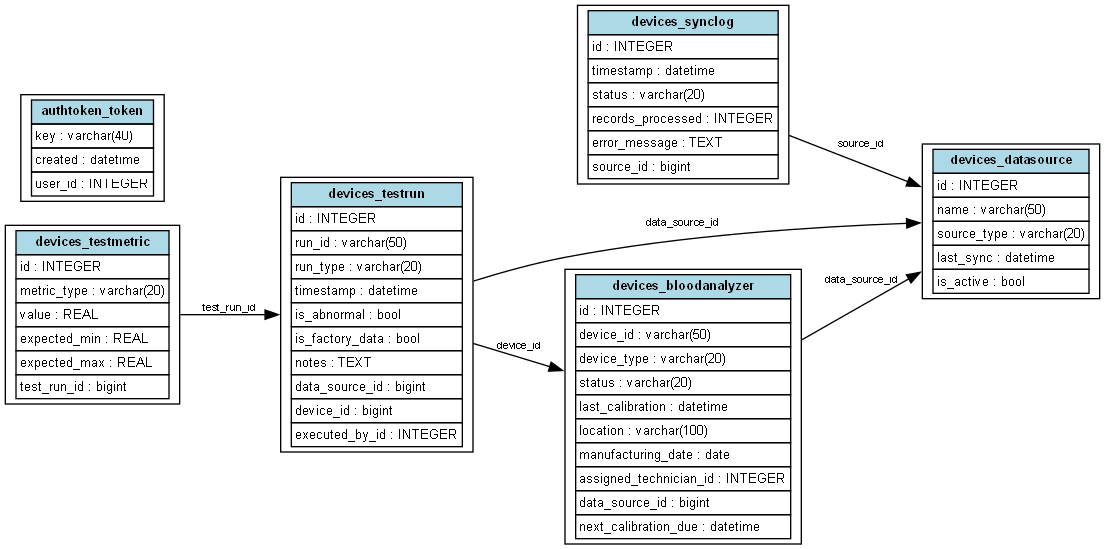 devices_synclog
id : INTEGER
timestamp : datetime
status : varchar(20)
records_processed : INTEGER
error_message : TEXT
source_id : bigint
authtoken_token
key : varchar(40)
created : datetime
user_id : INTEGER
devices_testmetric
id : INTEGER
metric_type : varchar(20)
value : REAL
expected_min : REAL
expected_max : REAL
test_run_id : bigint
test_run_id
devices_testrun
id : INTEGER
run_id : varchar(50)
run_type : varchar(20)
timestamp : datetime
is_abnormal : bool
is_factory_data : bool
notes : TEXT
data_source_id : bigint
device_id : bigint
executed_by_id : INTEGER
device_id
data_source_id
source_id
devices_bloodanalyzer
id : INTEGER
device_id : varchar(50)
device_type : varchar(20)
status : varchar(20)
last_calibration : datetime
location : varchar(100)
manufacturing_date : date
assigned_technician_id : INTEGER
data_source_id : bigint
next_calibration_due : datetime
data_source_id
devices_datasource
id : INTEGER
name : varchar(50)
source_type : varchar(20)
last_sync : datetime
is_active : bool